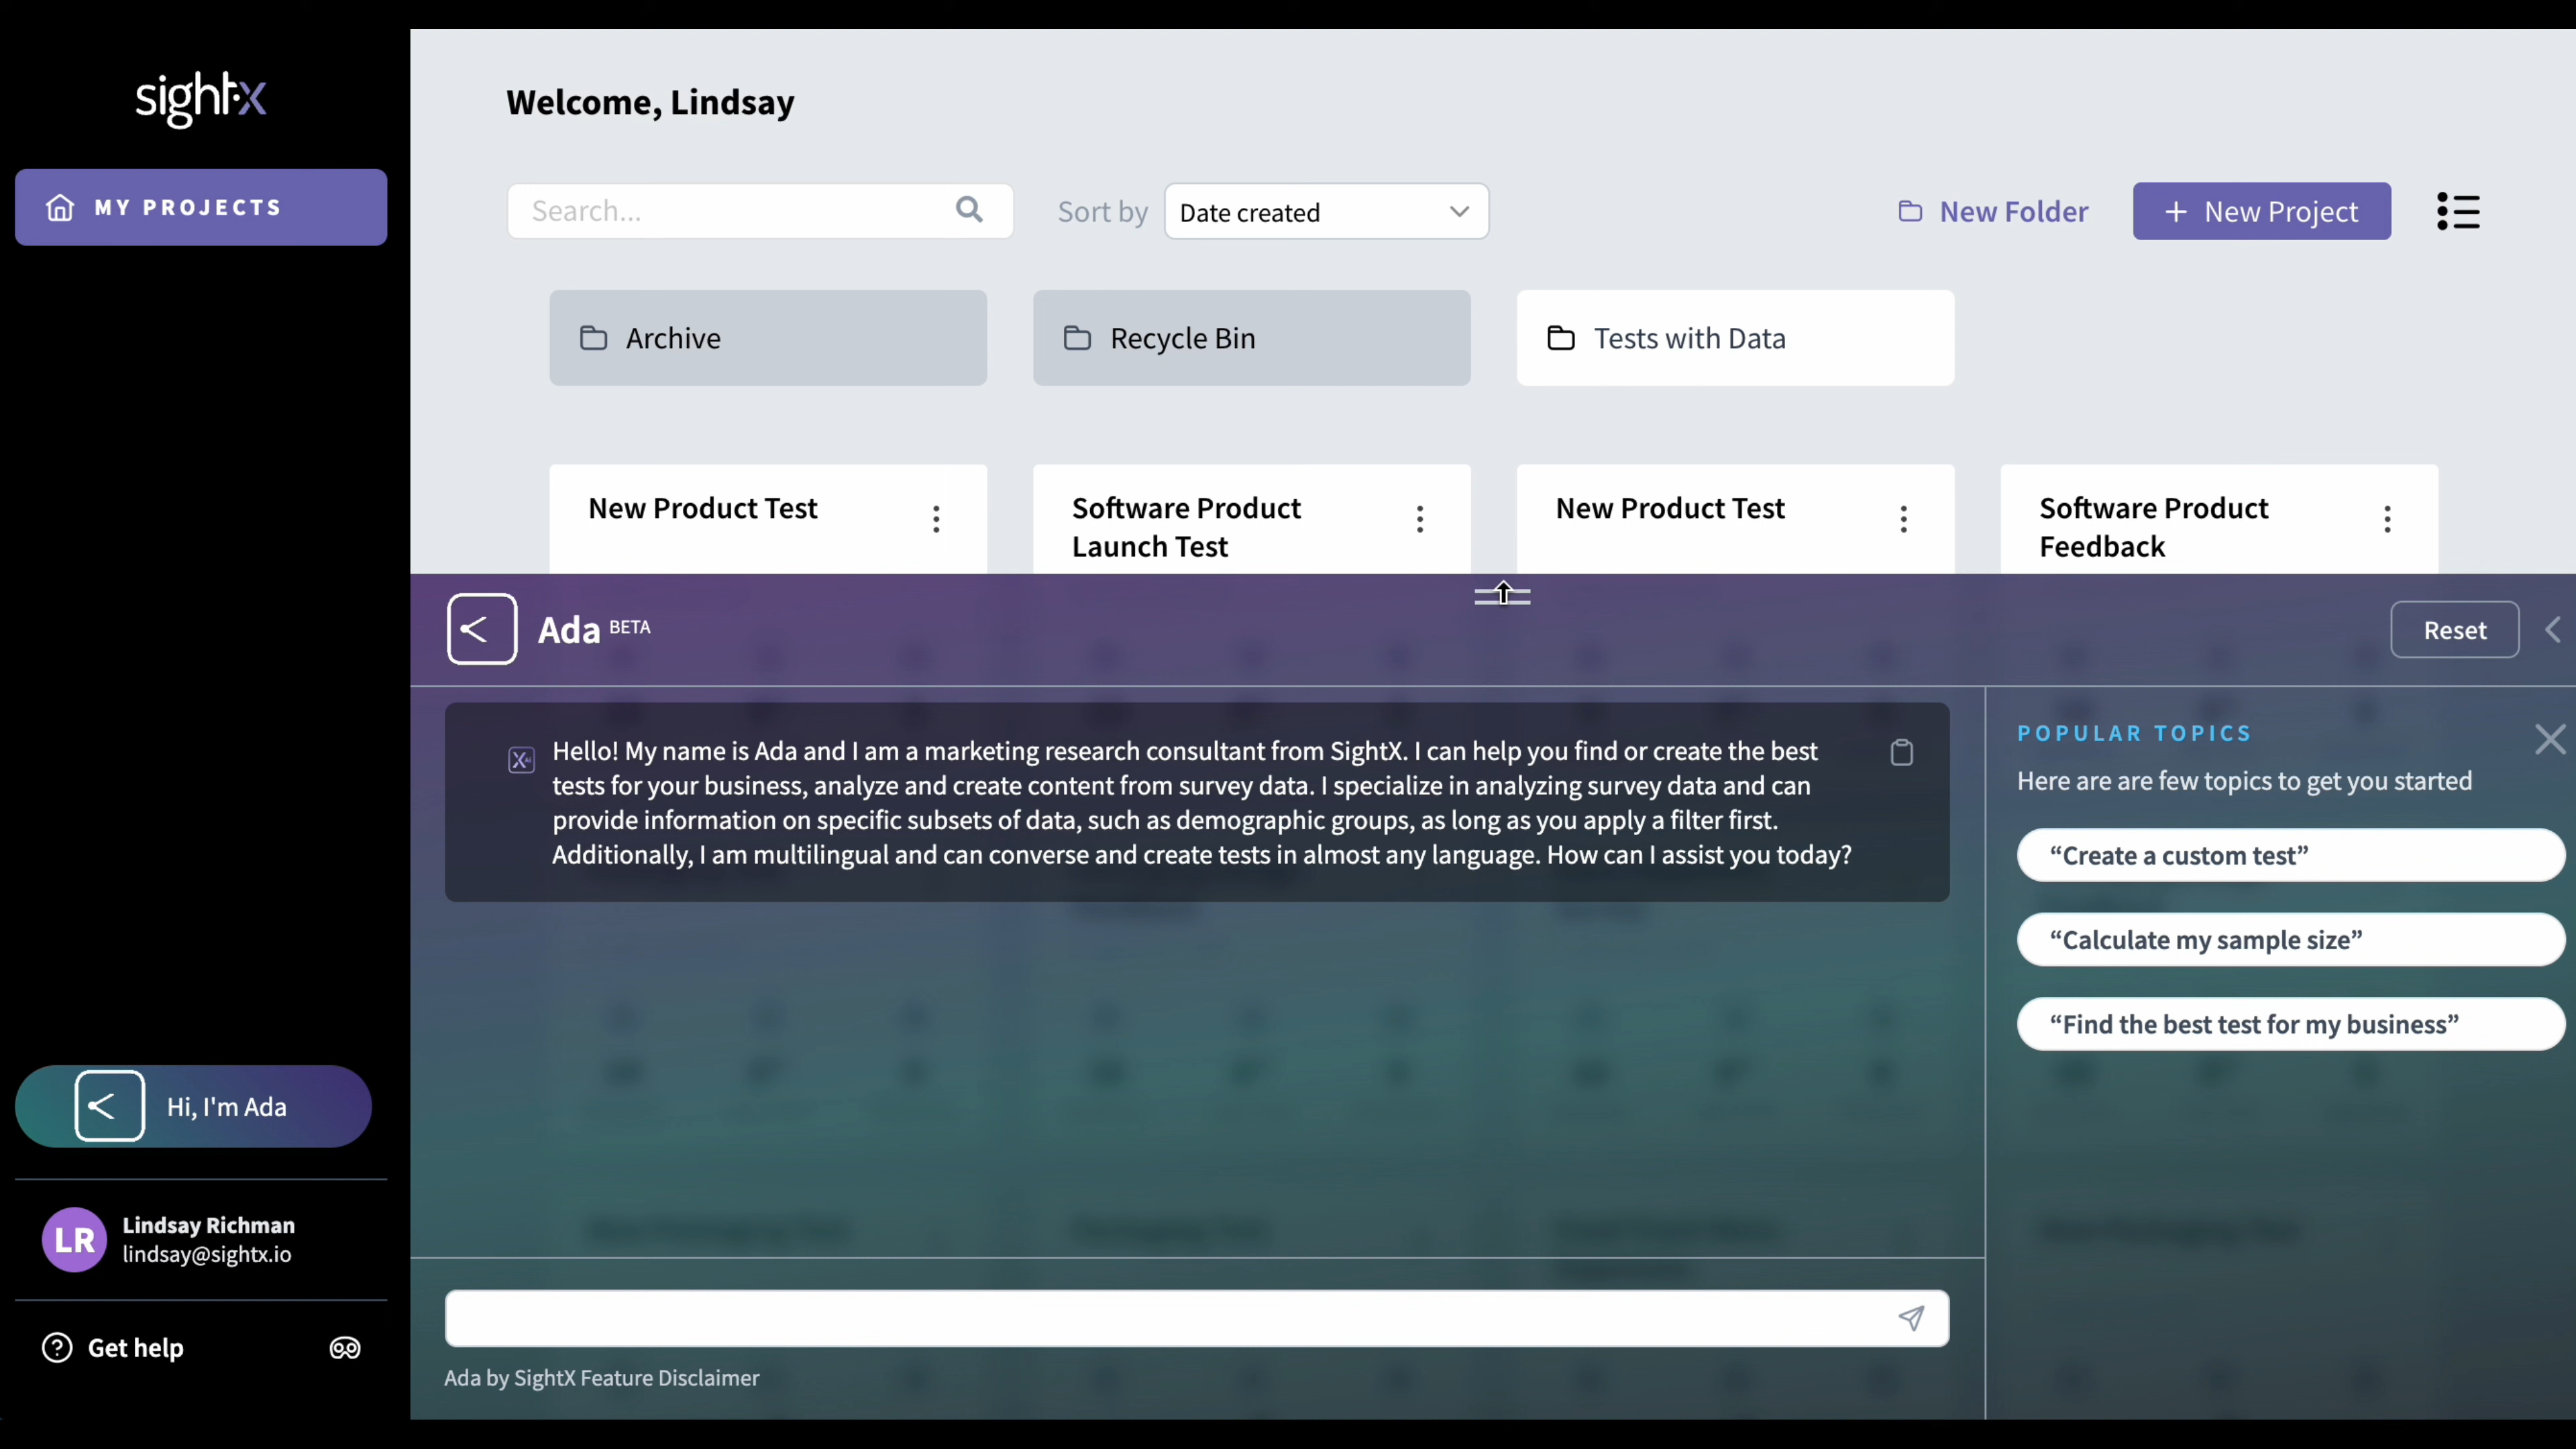 sightx
MY PROJECTS
Welcome, Lindsay
Search...
Sort by
Date created
New Folder
+ New Project
Archive
Recycle Bin
Tests with Data
New Product Test
Software Product
Launch Test
New Product Test
Software Product
Feedback
Ada BETA
Reset
Hello! My name is Ada and I am a marketing research consultant from SightX. I can help you find or create the best
tests for your business, analyze and create content from survey data. I specialize in analyzing survey data and can
provide information on specific subsets of data, such as demographic groups, as long as you apply a filter first.
Additionally, I am multilingual and can converse and create tests in almost any language. How can I assist you today?
POPULAR TOPICS
Here are are few topics to get you started
“Create a custom test”
“Calculate my sample size”
“Find the best test for my business”
Hi, I'm Ada
LR
Lindsay Richman
lindsay@sightx.io
Get help
Ada by SightX Feature Disclaimer